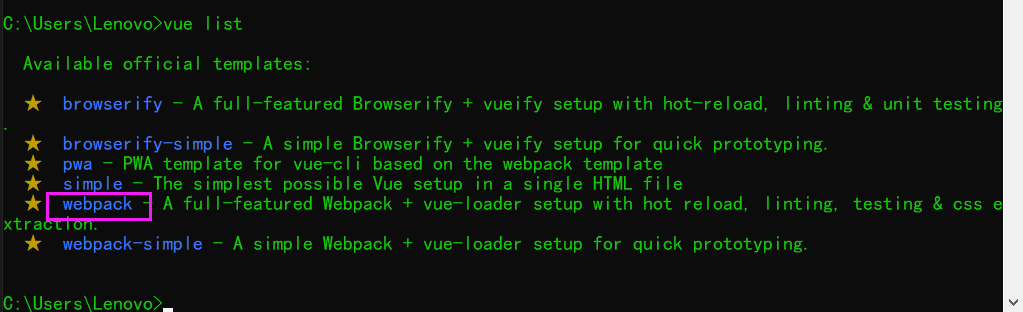 C:\Users\Lenovo>vue list
Available official templates:
★ browserify - A full-featured Browserify + vueify setup with hot-reload, linting & unit testing
.
★ browserify-simple - A simple Browserify + vueify setup for quick prototyping.
★ pwa - PWA template for vue-cli based on the webpack template
★ simple - The simplest possible Vue setup in a single HTML file
★ webpack - A full-featured Webpack + vue-loader setup with hot reload, linting, testing & css e
xtraction.
★ webpack-simple - A simple Webpack + vue-loader setup for quick prototyping.
C:\Users\Lenovo>